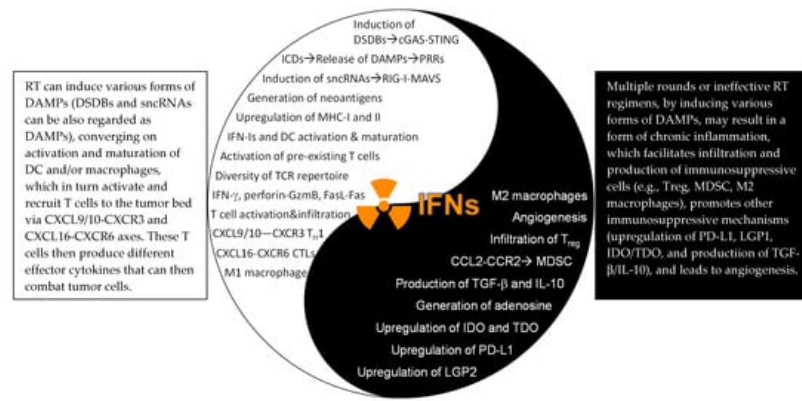 RT can induce various forms of
DAMPs (DSDBs and sncRNAs
can be also regarded as
DAMPs), converging on
activation and maturation of
DC and/or macrophages,
which in turn activate and
recruit T cells to the tumor bed
via CXCL9/10-CXCR3 and
CXCL16-CXCR6 axes. These T
cells then produce different
effector cytokines that can then
combat tumor cells.
Induction of
DSDBs→cGAS-STING
ICDs→Release of DAMPs→PRRs
Induction of sncRNAs→RIG-I-MAVS
Generation of neoantigens
Upregulation of MHC-I and II
IFN-Is and DC activation & maturation
Activation of pre-existing T cells
Diversity of TCR repertoire
IFN-γ, perforin-GzmB, FasL-Fas
T cell activation&infiltration
CXCL9/10—CXCR3 TH1
CXCL16-CXCR6 CTLs
M1 macrophage
IFNs
M2 macrophages
Angiogenesis
Infiltration of Treg
CCL2-CCR2→ MDSC
Production of TGF-β and IL-10
Generation of adenosine
Upregulation of IDO and TDO
Upregulation of PD-L1
Upregulation of LGP2
Multiple rounds or ineffective RT
regimens, by inducing various
forms of DAMPs, may result in a
form of chronic inflammation,
which facilitates infiltration and
production of immunosuppressive
cells (e.g., Treg, MDSC, M2
macrophages), promotes other
immunosuppressive mechanisms
(upregulation of PD-L1, LGP1,
IDO/TDO, and productiion of TGF-
β/IL-10), and leads to angiogenesis.